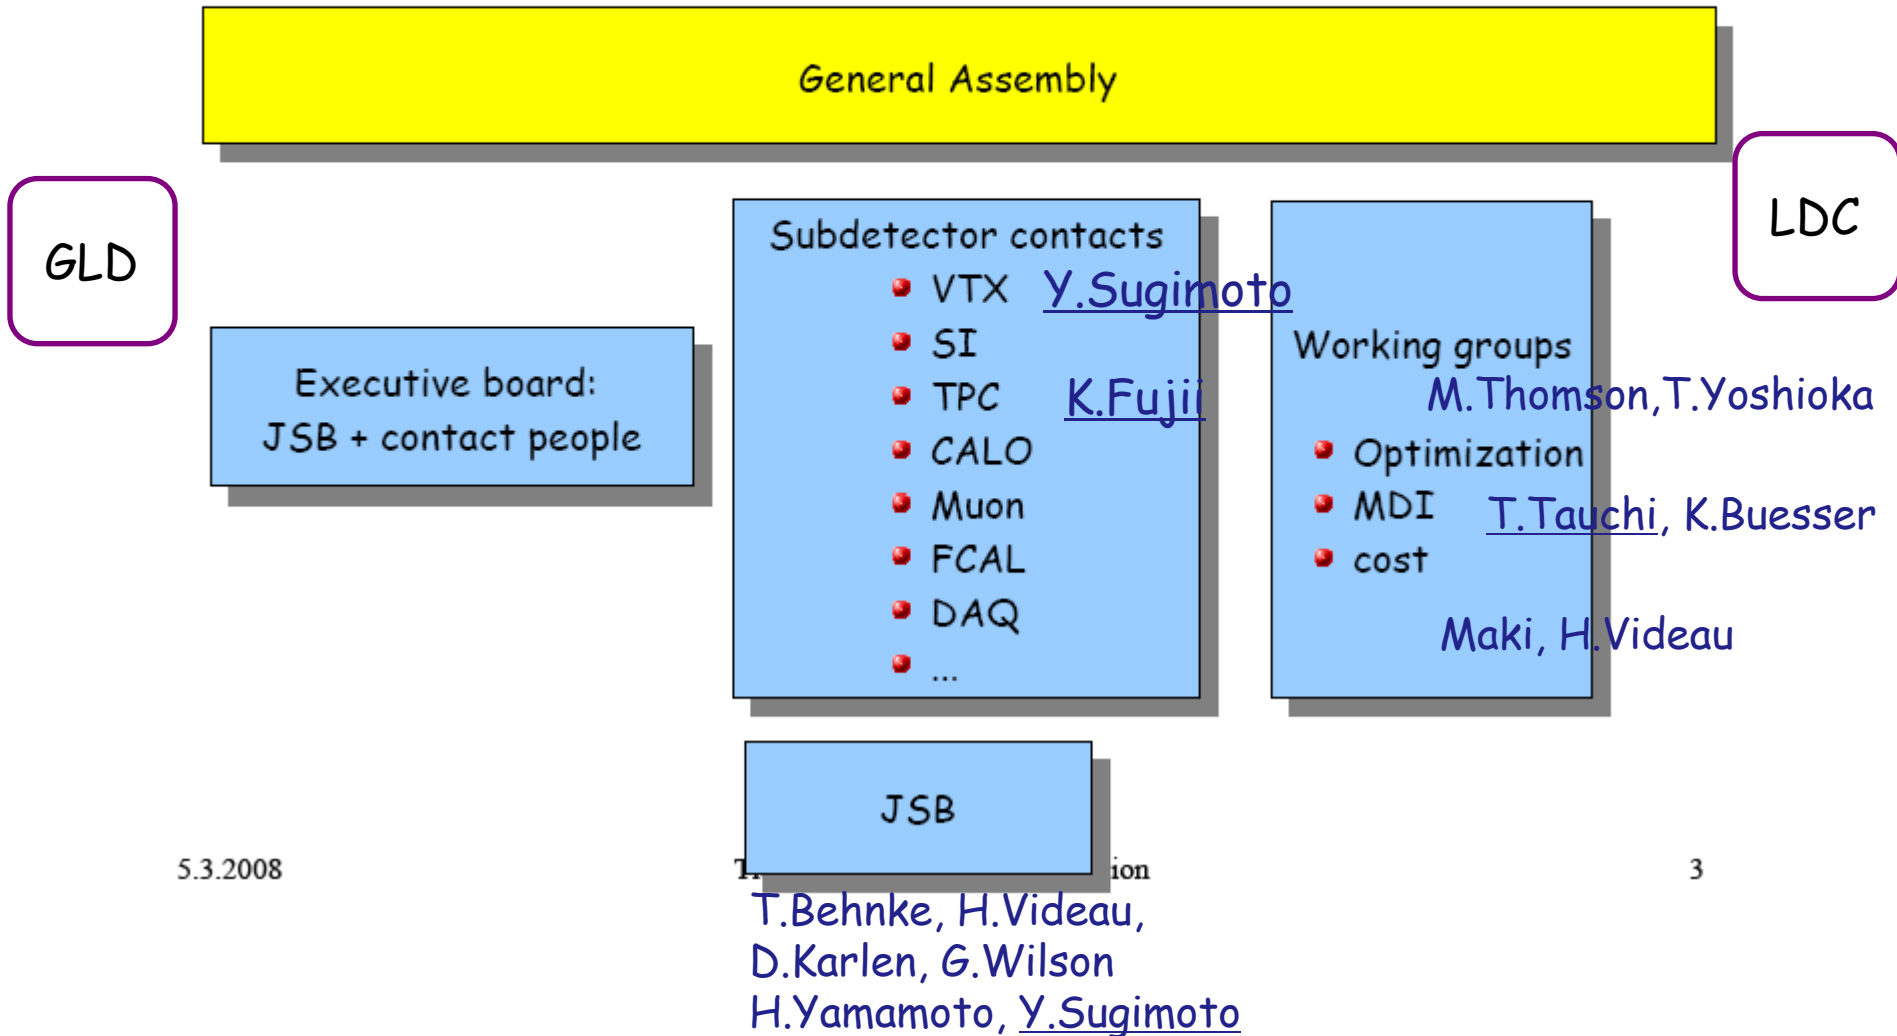 General Assembly
GLD
LDC
Executive board:
JSB + contact people
Subdetector contacts
VTX Y.Sugimoto
SI
TPC K.Fujii
CALO
Muon
FCAL
DAQ
...
Working groups
M.Thomson,T.Yoshioka
Optimization
MDI T.Tauchi, K.Buesser
cost
Maki, H.Videau
JSB
5.3.2008
3
T.Behnke, H.Videau,
D.Karlen, G.Wilson
H.Yamamoto, Y.Sugimoto